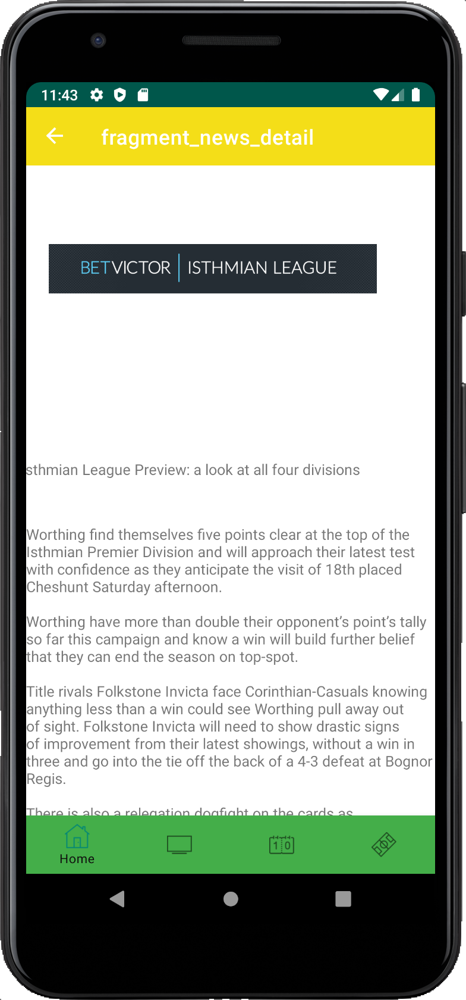 11:43
fragment_news_detail
BETVICTOR | ISTHMIAN LEAGUE
sthmian League Preview: a look at all four divisions
Worthing find themselves five points clear at the top of the
Isthmian Premier Division and will approach their latest test
with confidence as they anticipate the visit of 18th placed
Cheshunt Saturday afternoon.
Worthing have more than double their opponent’s point’s tally
so far this campaign and know a win will build further belief
that they can end the season on top-spot.
Title rivals Folkstone Invicta face Corinthian-Casuals knowing
anything less than a win could see Worthing pull away out
of sight. Folkstone Invicta will need to show drastic signs
of improvement from their latest showings, without a win in
three and go into the tie off the back of a 4-3 defeat at Bognor
Regis.
There is also a relegation dogfight on the cards as
1 0
Home